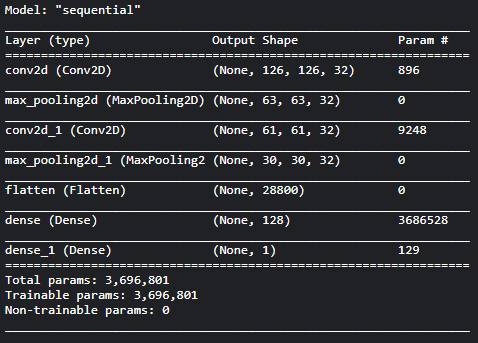 Model: "sequential"
_________________________________________________________________
Layer (type)                 Output Shape              Param #
=================================================================
conv2d (Conv2D)              (None, 126, 126, 32)      896
_________________________________________________________________
max_pooling2d (MaxPooling2D) (None, 63, 63, 32)        0
_________________________________________________________________
conv2d_1 (Conv2D)            (None, 61, 61, 32)        9248
_________________________________________________________________
max_pooling2d_1 (MaxPooling2 (None, 30, 30, 32)        0
_________________________________________________________________
flatten (Flatten)            (None, 28800)             0
_________________________________________________________________
dense (Dense)                (None, 128)               3686528
_________________________________________________________________
dense_1 (Dense)              (None, 1)                 129
=================================================================
Total params: 3,696,801
Trainable params: 3,696,801
Non-trainable params: 0
_________________________________________________________________